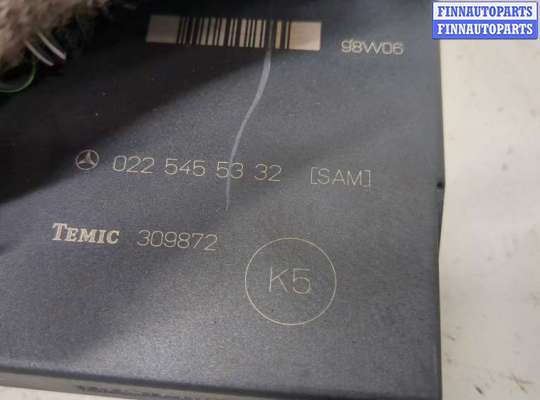 FINNAUTOPARTS
FINNAUTOPARTS
98W06
022 545 53 32 [SAM]
TEMIC 309872
K5